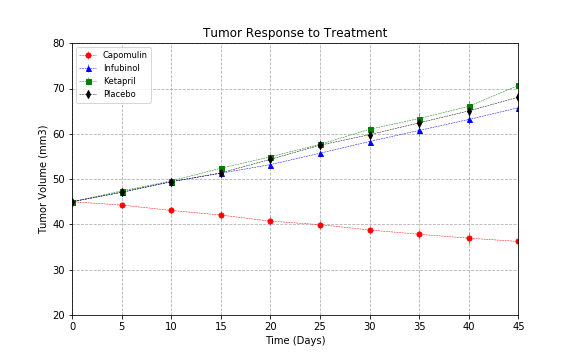 Tumor Response to Treatment
Capomulin
Infubinol
Ketapril
Placebo
Tumor Volume (mm3)
80
70
60
50
40
30
20
0 5 10 15 20 25 30 35 40 45
Time (Days)